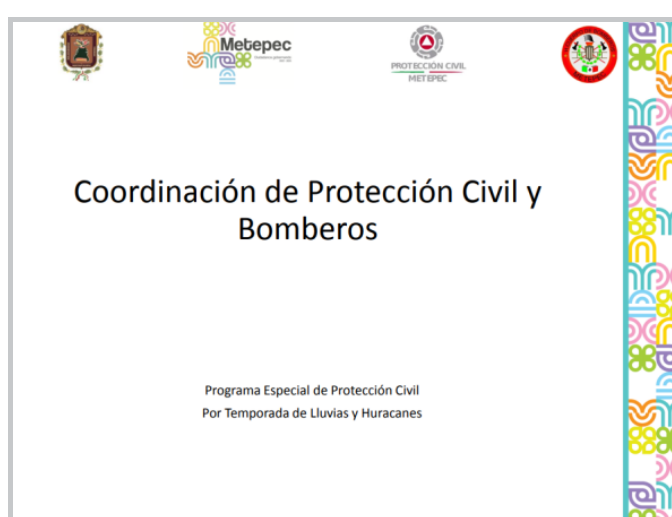 Metepec
PROTECCIÓN CIVIL
METEPEC
Coordinación de Protección Civil y
Bomberos
Programa Especial de Protección Civil
Por Temporada de Lluvias y Huracanes